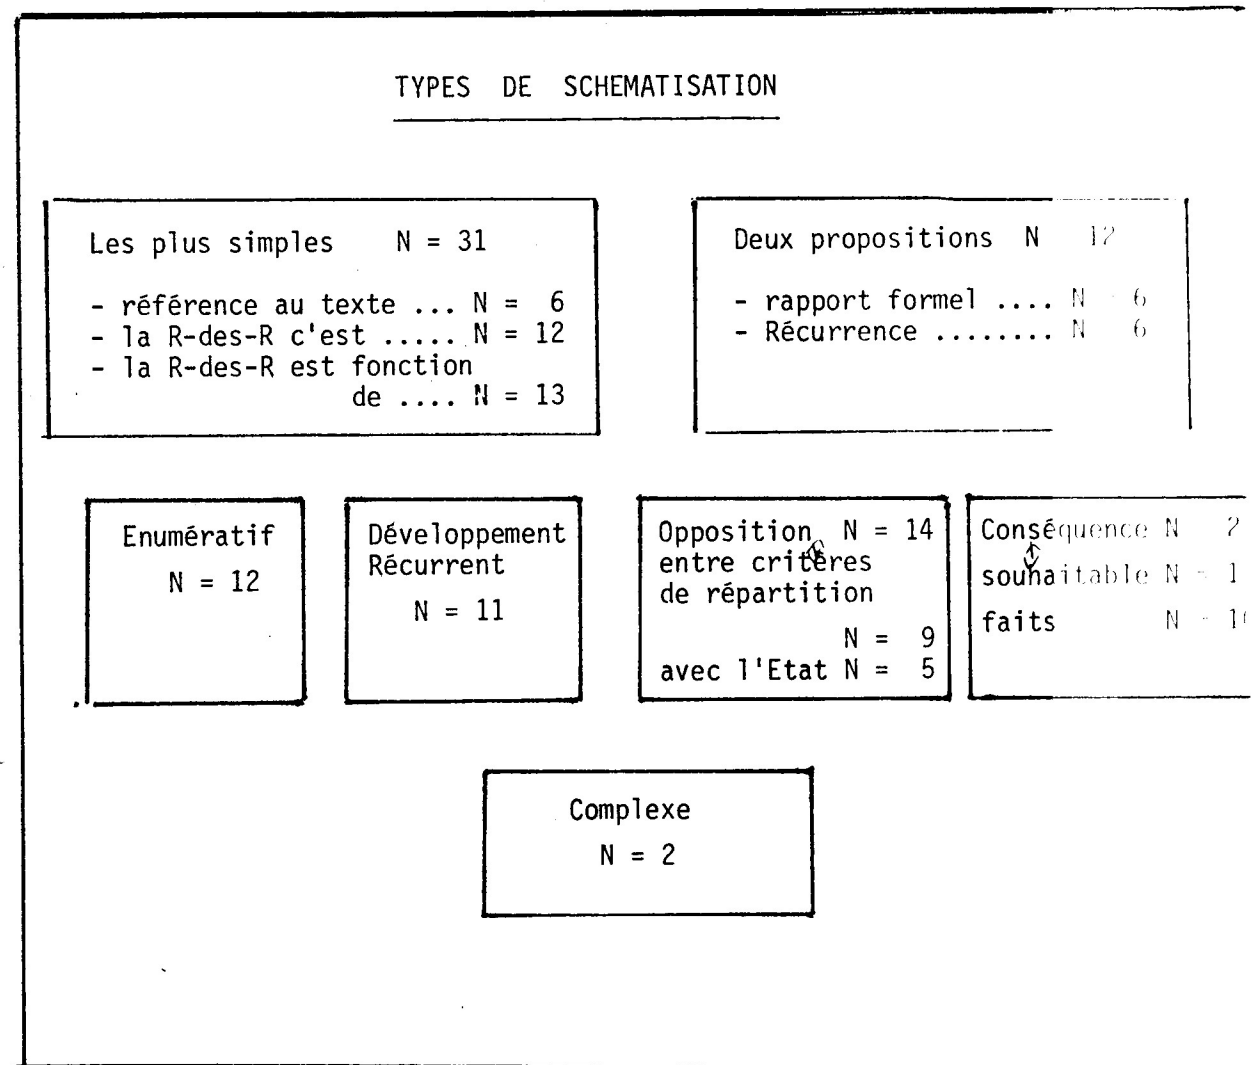 TYPES DE SCHEMATISATION
Les plus simples N = 31
- référence au texte ... N = 6
- la R-des-R c'est ..... N = 12
- la R-des-R est fonction
de .... N = 13
Deux propositions N 12
- rapport formel .... N 6
- Récurrence ........ N 6
Enumératif
N = 12
Développement
Récurrent
N = 11
Opposition N = 14
entre critères
de répartition
N = 9
avec l'Etat N = 5
Conséquence N
souhaitable N
faits N
Complexe
N = 2